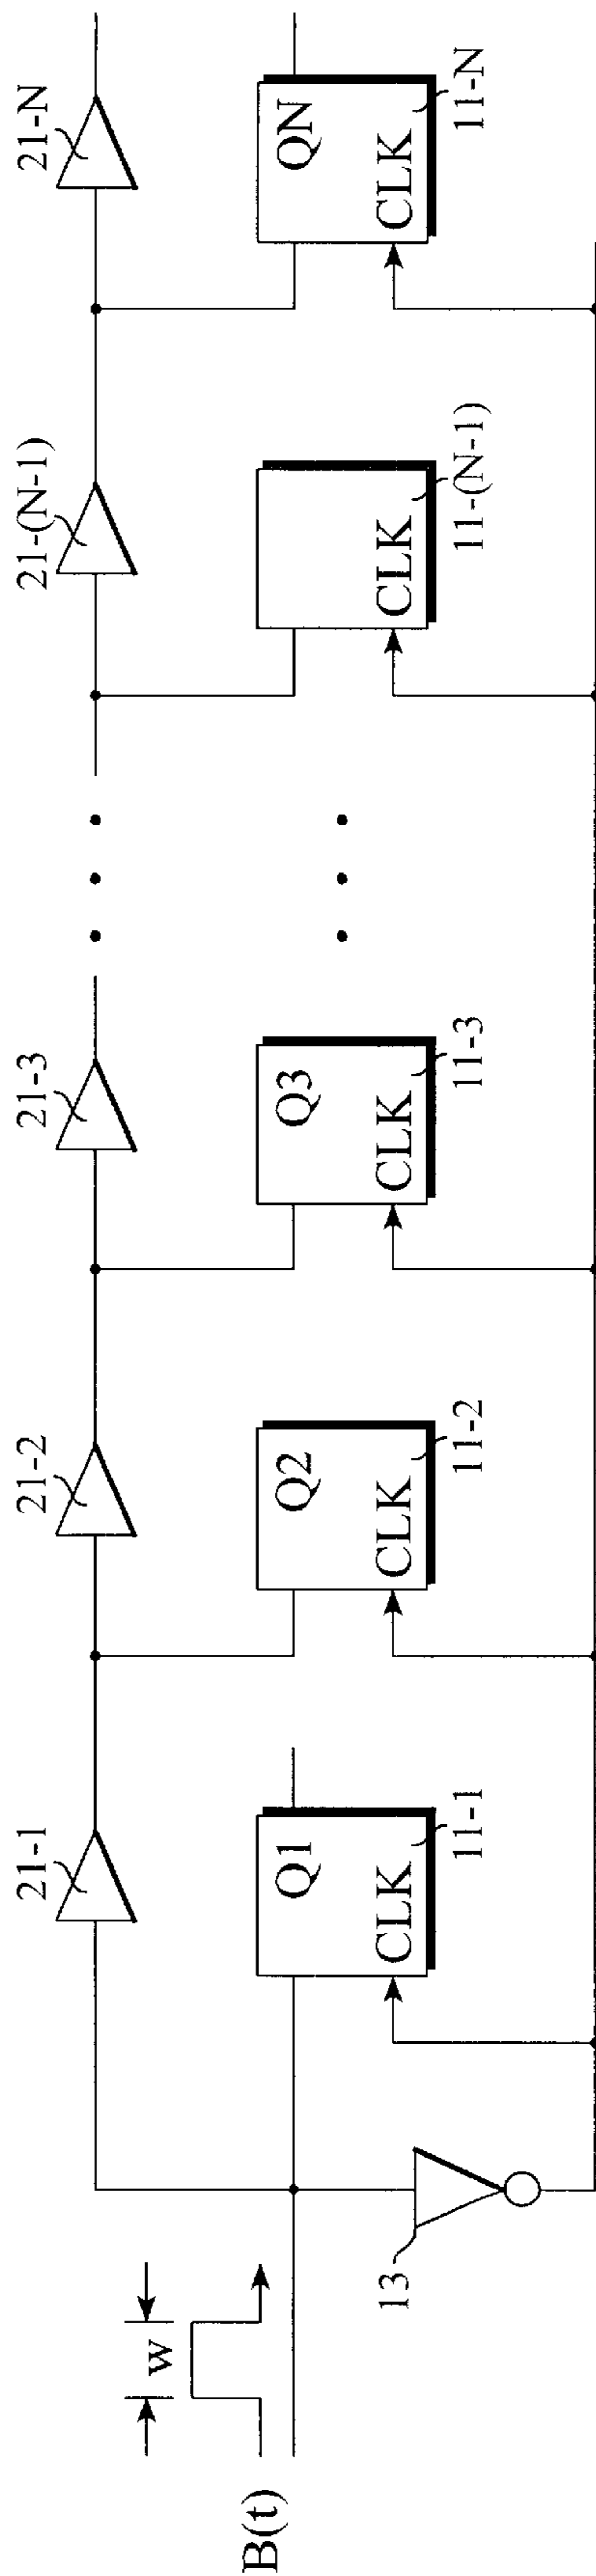 21-1
21-2
21-3
21-(N-1)
21-N
B(t)
w
Q1
CLK
11-1
Q2
CLK
11-2
Q3
CLK
11-3
CLK
11-(N-1)
QN
CLK
11-N
13